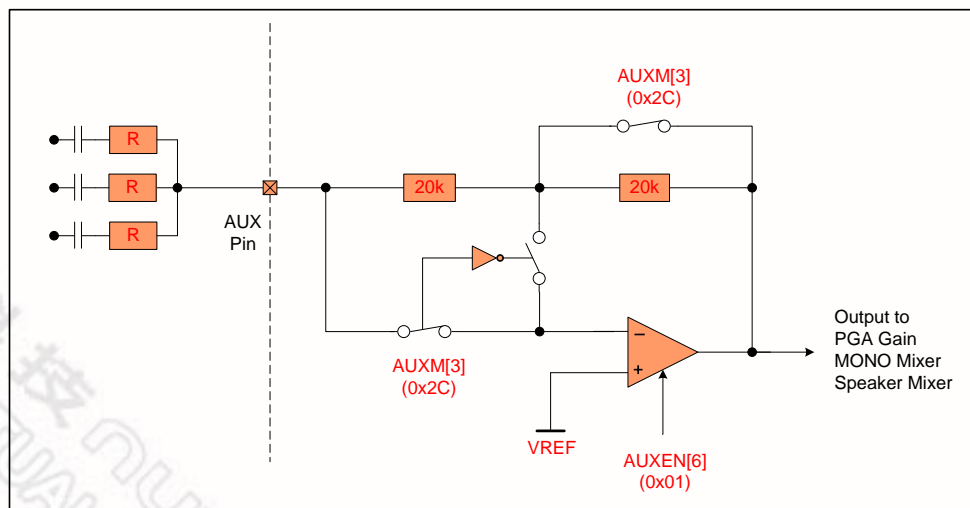 AUXM[3]
(0x2C)
R
R
R
20k
20k
AUX
Pin
AUXM[3]
(0x2C)
−
+
VREF
AUXEN[6]
(0x01)
Output to
PGA Gain
MONO Mixer
Speaker Mixer
技